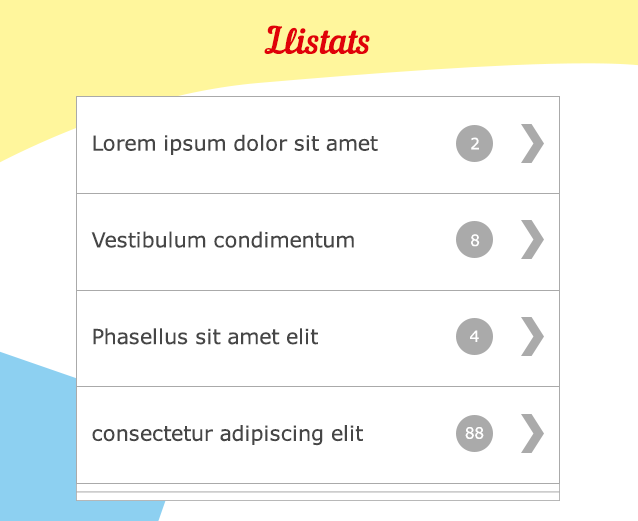 Llistats
Lorem ipsum dolor sit amet 2
Vestibulum condimentum 8
Phasellus sit amet elit 4
consectetur adipiscing elit 88